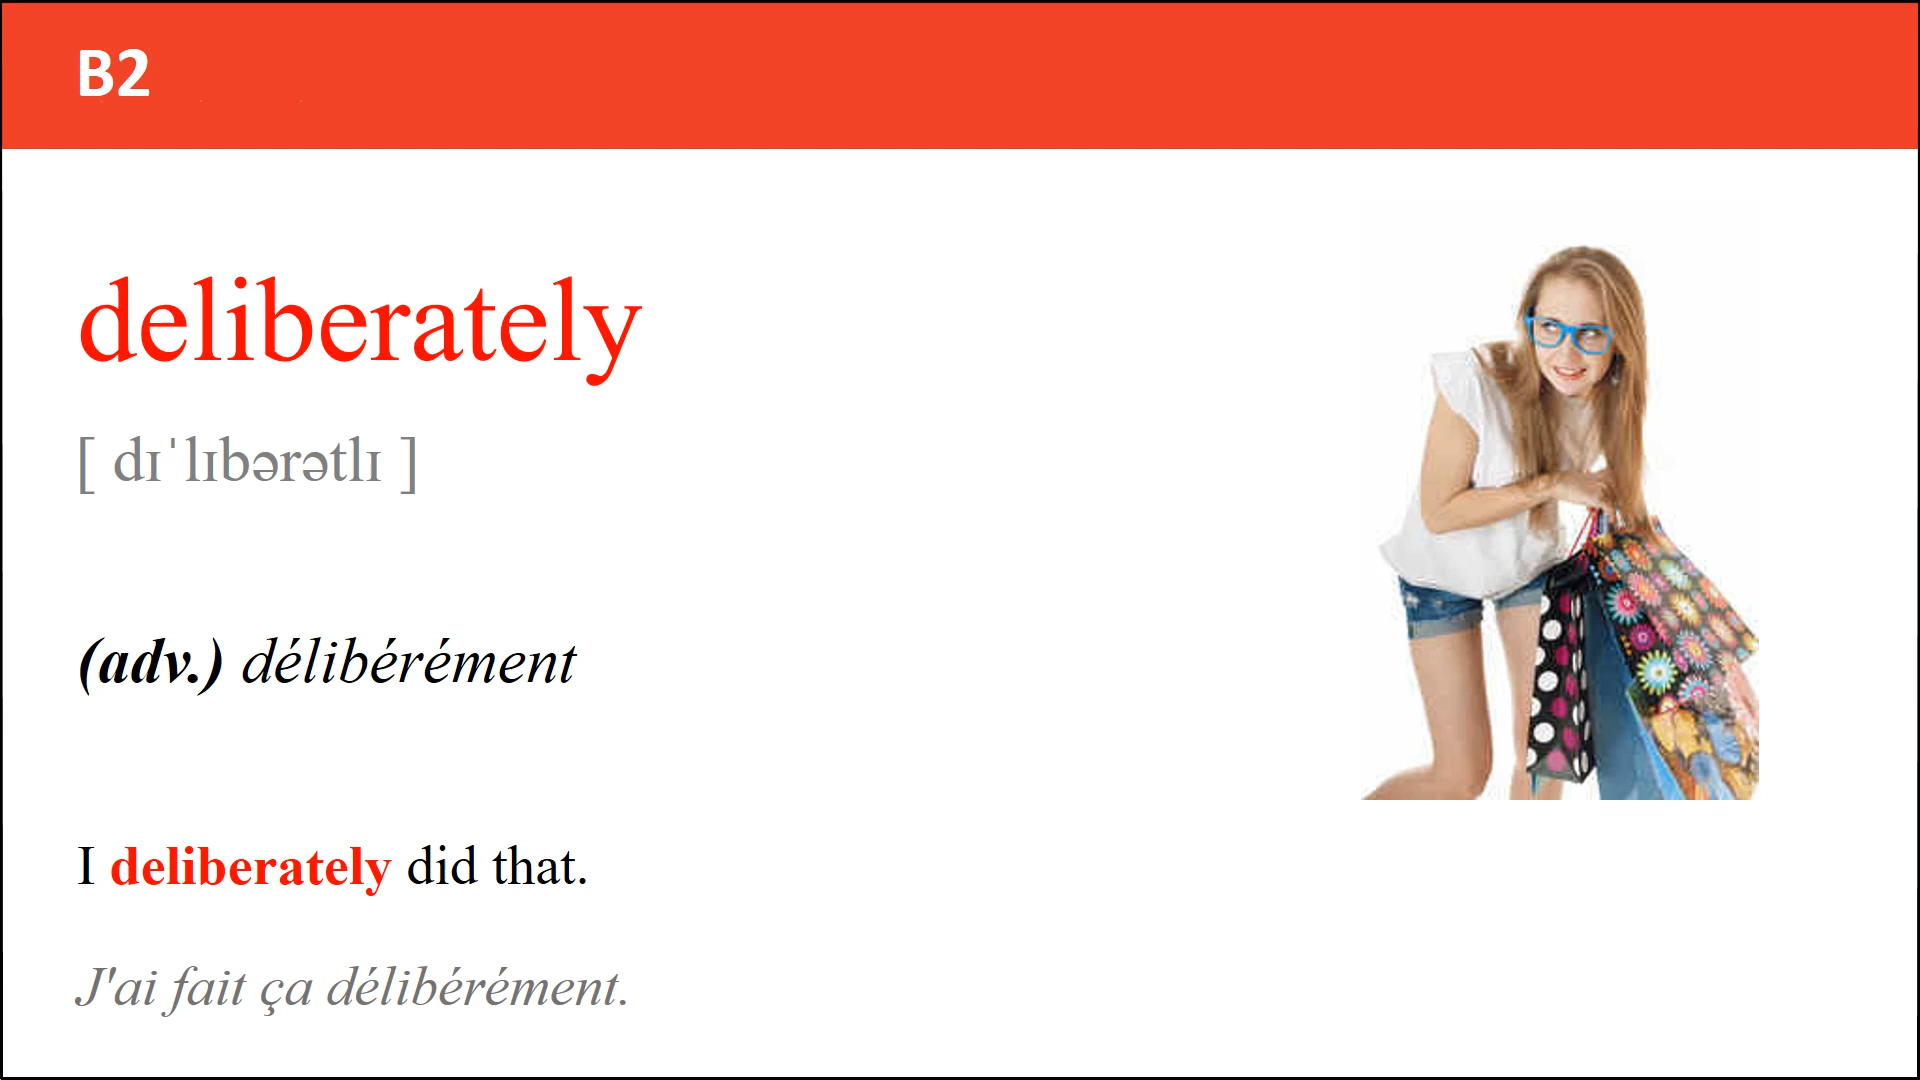 B2
deliberately
[ dɪˈlɪbərətlɪ ]
(adv.) délibérément
I deliberately did that.
J'ai fait ça délibérément.